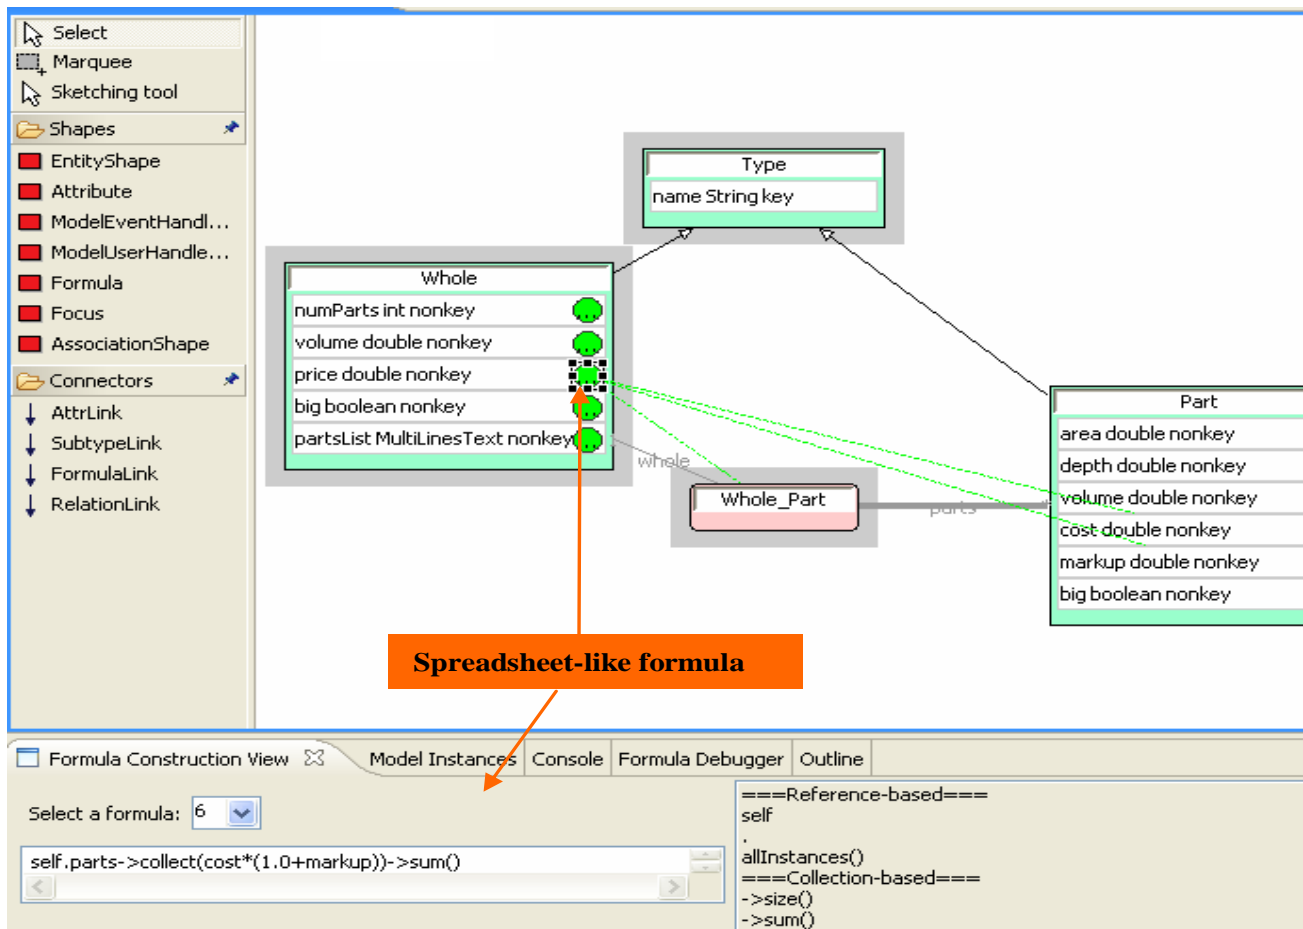 Select
Marquee
Sketching tool
Shapes
EntityShape
Attribute
ModelEventHandl...
ModelUserHandle...
Formula
Focus
AssociationShape
Connectors
AttrLink
SubtypeLink
FormulaLink
RelationLink
Type
name String key
Whole
numParts int nonkey
volume double nonkey
price double nonkey
big boolean nonkey
partsList MultiLinesText nonkey
whole
Whole_Part
parts
Part
area double nonkey
depth double nonkey
volume double nonkey
cost double nonkey
markup double nonkey
big boolean nonkey
Spreadsheet-like formula
Formula Construction View
Model Instances
Console
Formula Debugger
Outline
Select a formula: 6
self.parts->collect(cost*(1.0+markup))->sum()
===Reference-based===
self
.
allInstances()
===Collection-based===
->size()
->sum()